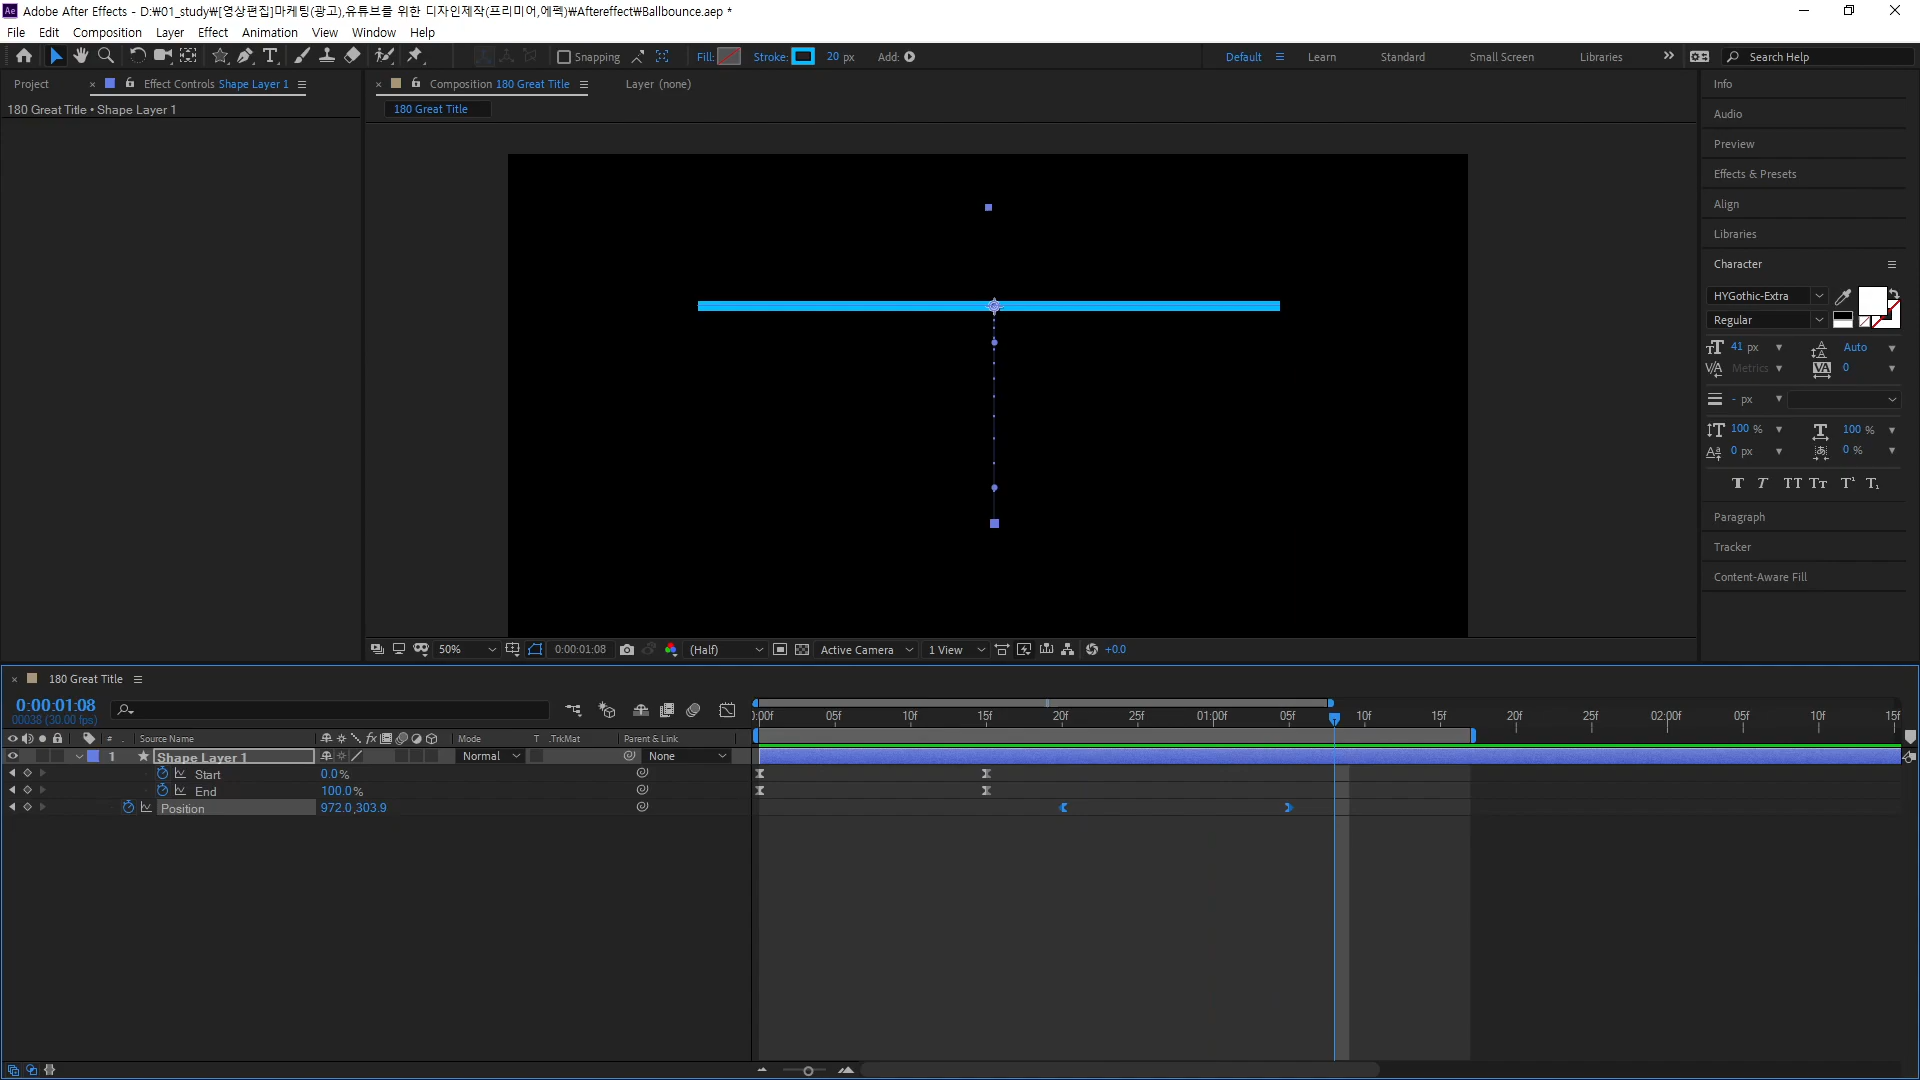 Adobe After Effects - D:₩01_study₩[영상편집]마케팅(광고),유튜브를 위한 디자인제작(프리미어,에펙)₩Aftereffect₩Ballbounce.aep *
File Edit Composition Layer Effect Animation View Window Help
Snapping Fill: Stroke: 20 px Add: Default Learn Standard Small Screen Libraries Search Help
Project Effect Controls Shape Layer 1 Composition 180 Great Title Layer (none)
180 Great Title • Shape Layer 1
180 Great Title
Info
Audio
Preview
Effects & Presets
Align
Libraries
Character
HYGothic-Extra
Regular
41 px Auto
Metrics 0
- px
100 % 100 %
0 px 0 %
Paragraph
Tracker
Content-Aware Fill
50% 0:00:01:08 (Half) Active Camera 1 View +0.0
180 Great Title
0:00:01:08
00038 (30.00 fps)
:00f 05f 10f 15f 20f 25f 01:00f 05f 10f 15f 20f 25f 02:00f 05f 10f 15f
# Source Name Mode T .TrkMat Parent & Link
1 Shape Layer 1 Normal None
Start 0.0%
End 100.0%
Position 972.0,303.9